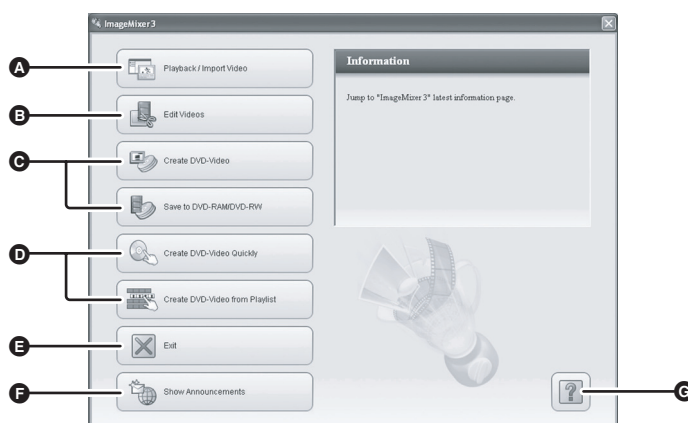 ImageMixer3
A
Playback / Import Video
B
Edit Videos
C
Create DVD-Video
Save to DVD-RAM/DVD-RW
D
Create DVD-Video Quickly
Create DVD-Video from Playlist
E
Exit
F
Show Announcements
Information
Jump to "ImageMixer 3" latest information page.
?
G